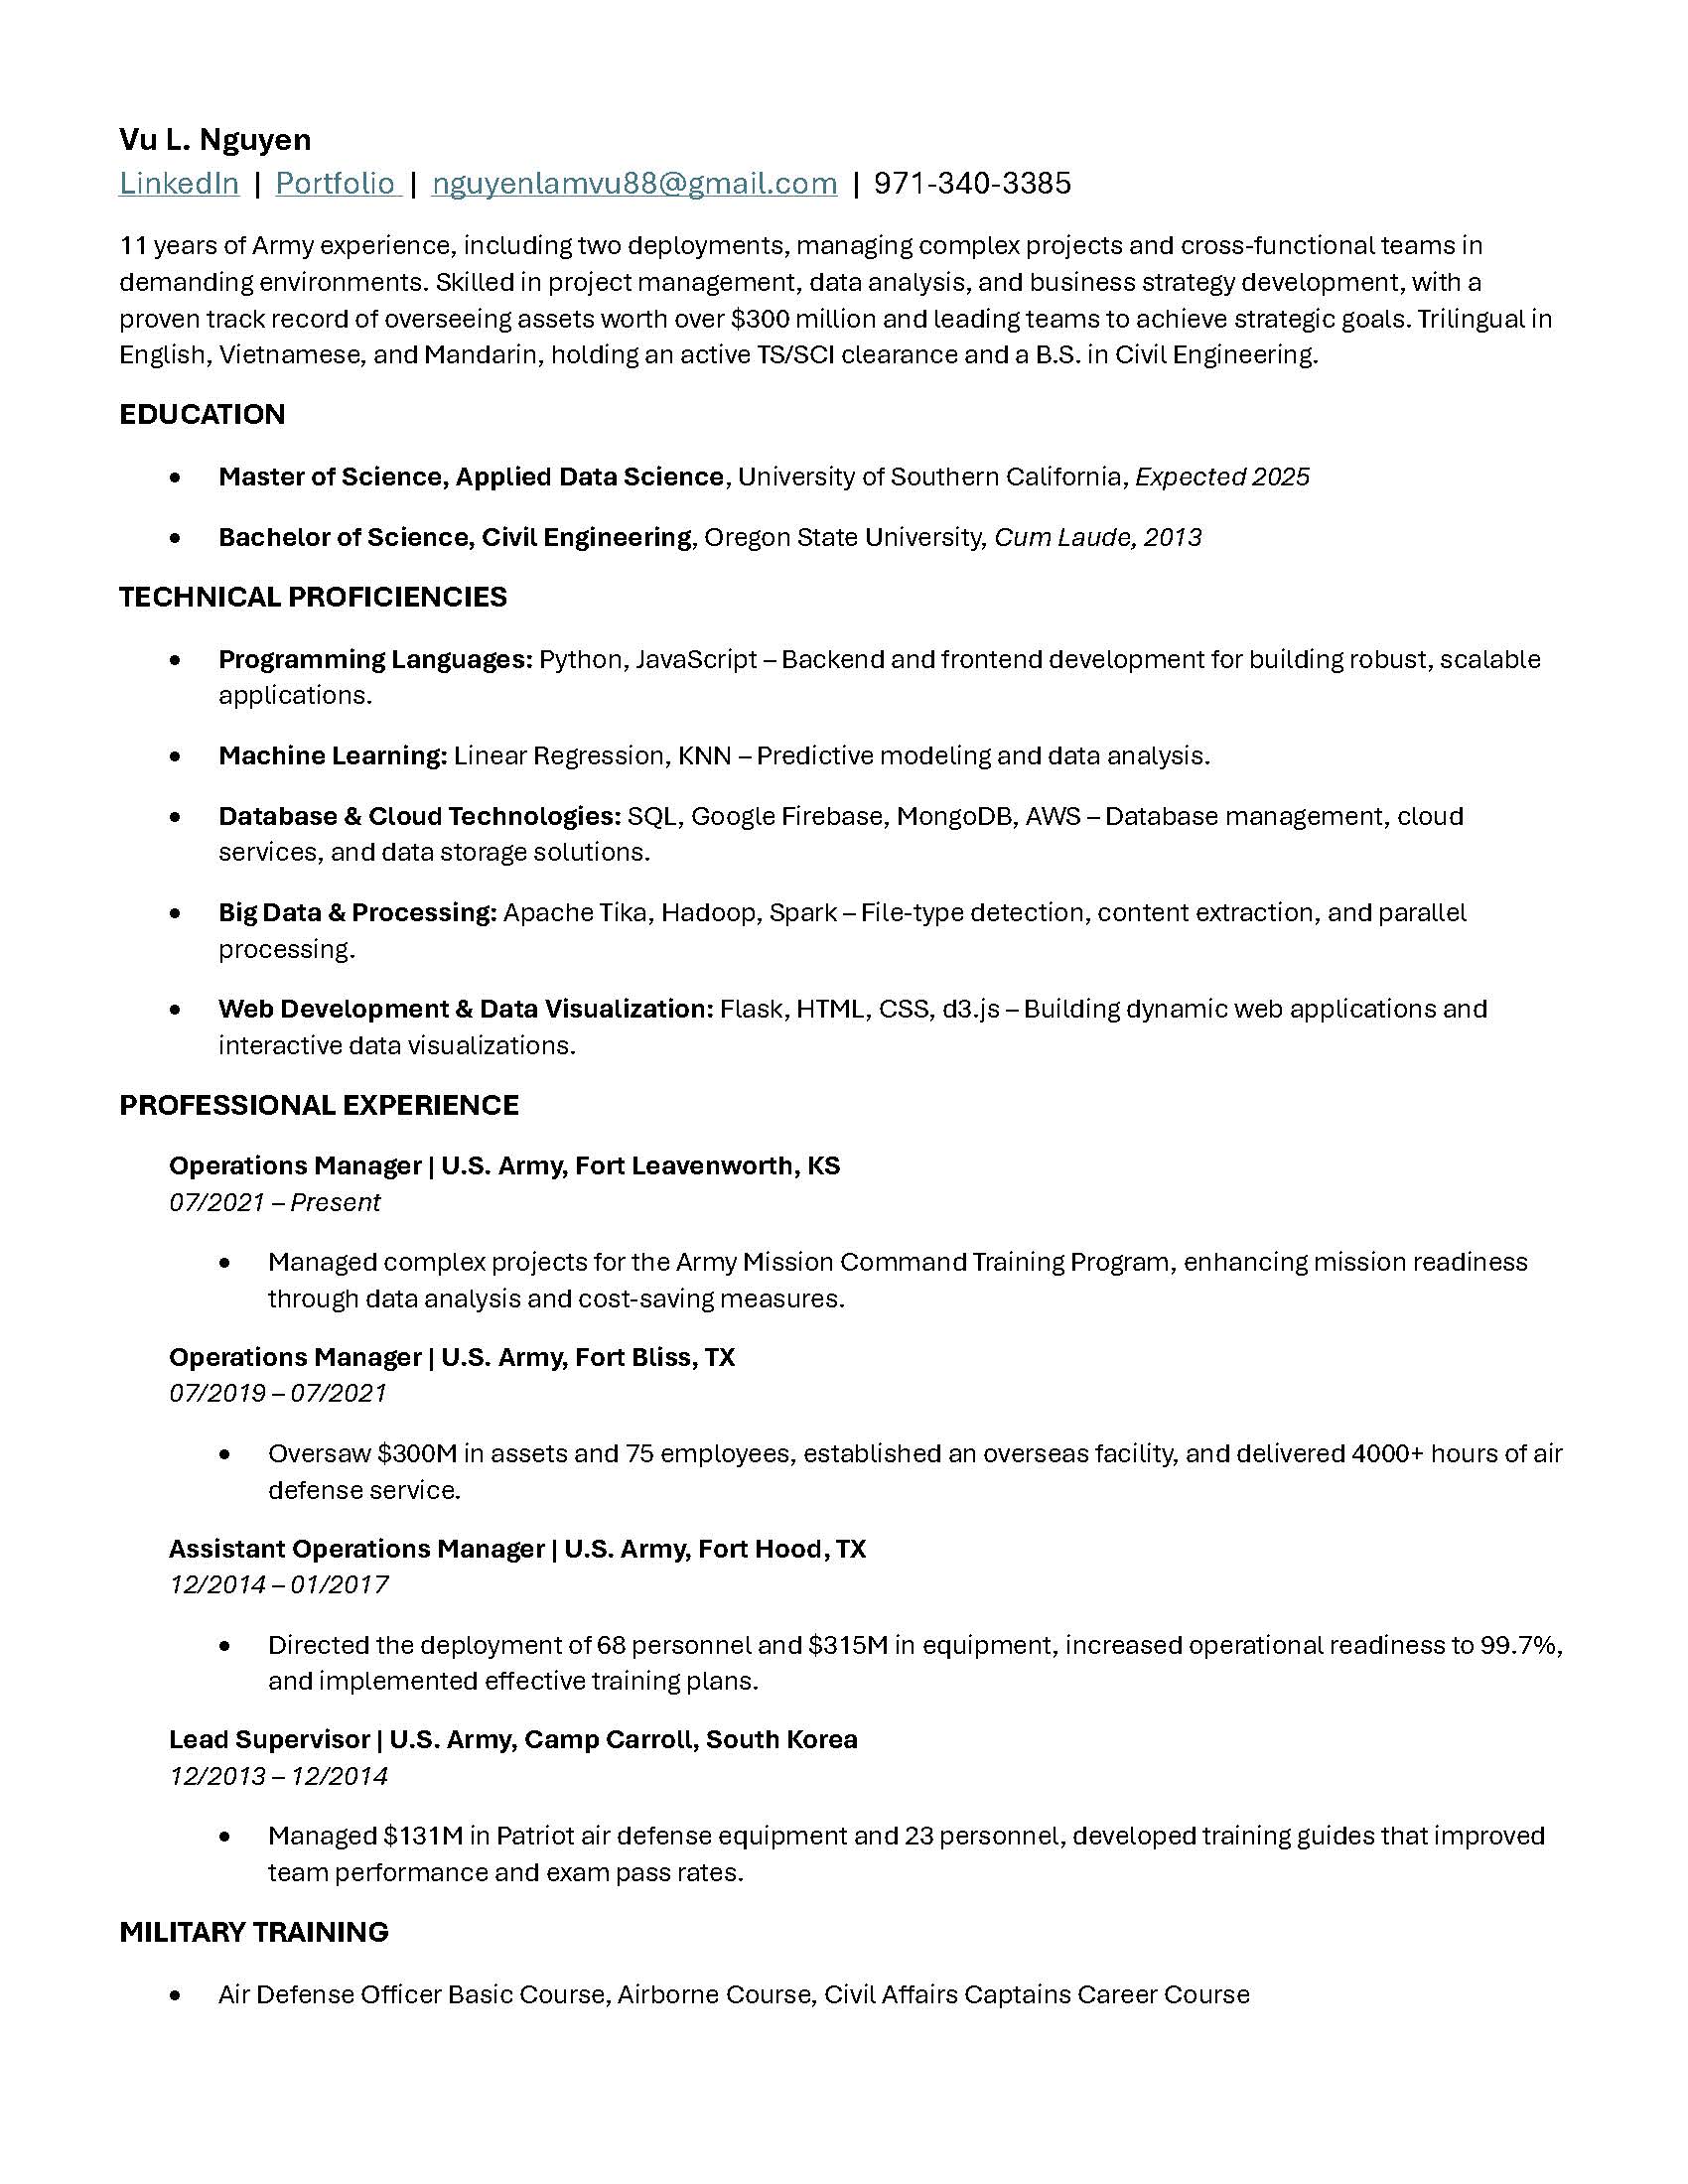 Vu L. Nguyen
LinkedIn | Portfolio | nguyenlamvu88@gmail.com | 971-340-3385
11 years of Army experience, including two deployments, managing complex projects and cross-functional teams in
demanding environments. Skilled in project management, data analysis, and business strategy development, with a
proven track record of overseeing assets worth over $300 million and leading teams to achieve strategic goals. Trilingual in
English, Vietnamese, and Mandarin, holding an active TS/SCI clearance and a B.S. in Civil Engineering.
EDUCATION
• Master of Science, Applied Data Science, University of Southern California, Expected 2025
• Bachelor of Science, Civil Engineering, Oregon State University, Cum Laude, 2013
TECHNICAL PROFICIENCIES
• Programming Languages: Python, JavaScript – Backend and frontend development for building robust, scalable
applications.
• Machine Learning: Linear Regression, KNN – Predictive modeling and data analysis.
• Database & Cloud Technologies: SQL, Google Firebase, MongoDB, AWS – Database management, cloud
services, and data storage solutions.
• Big Data & Processing: Apache Tika, Hadoop, Spark – File-type detection, content extraction, and parallel
processing.
• Web Development & Data Visualization: Flask, HTML, CSS, d3.js – Building dynamic web applications and
interactive data visualizations.
PROFESSIONAL EXPERIENCE
Operations Manager | U.S. Army, Fort Leavenworth, KS
07/2021 – Present
• Managed complex projects for the Army Mission Command Training Program, enhancing mission readiness
through data analysis and cost-saving measures.
Operations Manager | U.S. Army, Fort Bliss, TX
07/2019 – 07/2021
• Oversaw $300M in assets and 75 employees, established an overseas facility, and delivered 4000+ hours of air
defense service.
Assistant Operations Manager | U.S. Army, Fort Hood, TX
12/2014 – 01/2017
• Directed the deployment of 68 personnel and $315M in equipment, increased operational readiness to 99.7%,
and implemented effective training plans.
Lead Supervisor | U.S. Army, Camp Carroll, South Korea
12/2013 – 12/2014
• Managed $131M in Patriot air defense equipment and 23 personnel, developed training guides that improved
team performance and exam pass rates.
MILITARY TRAINING
• Air Defense Officer Basic Course, Airborne Course, Civil Affairs Captains Career Course